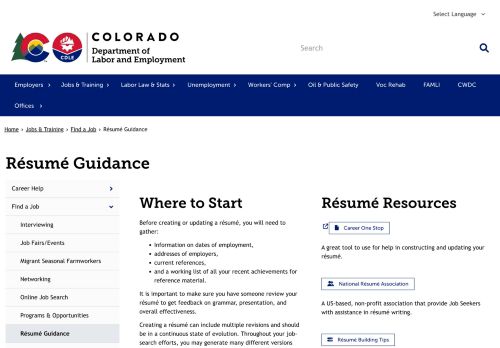 Select Language
COLORADO
Department of
Labor and Employment
CDLE
Search
Employers
Jobs & Training
Labor Law & Stats
Unemployment
Workers' Comp
Oil & Public Safety
Voc Rehab
FAMLI
CWDC
Offices
Home › Jobs & Training › Find a Job › Résumé Guidance
Résumé Guidance
Career Help
Find a Job
Interviewing
Job Fairs/Events
Migrant Seasonal Farmworkers
Networking
Online Job Search
Programs & Opportunities
Résumé Guidance
Where to Start
Before creating or updating a résumé, you will need to
gather:
• Information on dates of employment,
• addresses of employers,
• current references,
• and a working list of all your recent achievements for
reference material.
It is important to make sure you have someone review your
résumé to get feedback on grammar, presentation, and
overall effectiveness.
Creating a résumé can include multiple revisions and should
be in a continuous state of evolution. Throughout your job-
search efforts, you may generate many different versions
Résumé Resources
Career One Stop
A great tool to use for help in constructing and updating your
résumé.
National Résumé Association
A US-based, non-profit association that provide Job Seekers
with assistance in résumé writing.
Résumé Building Tips